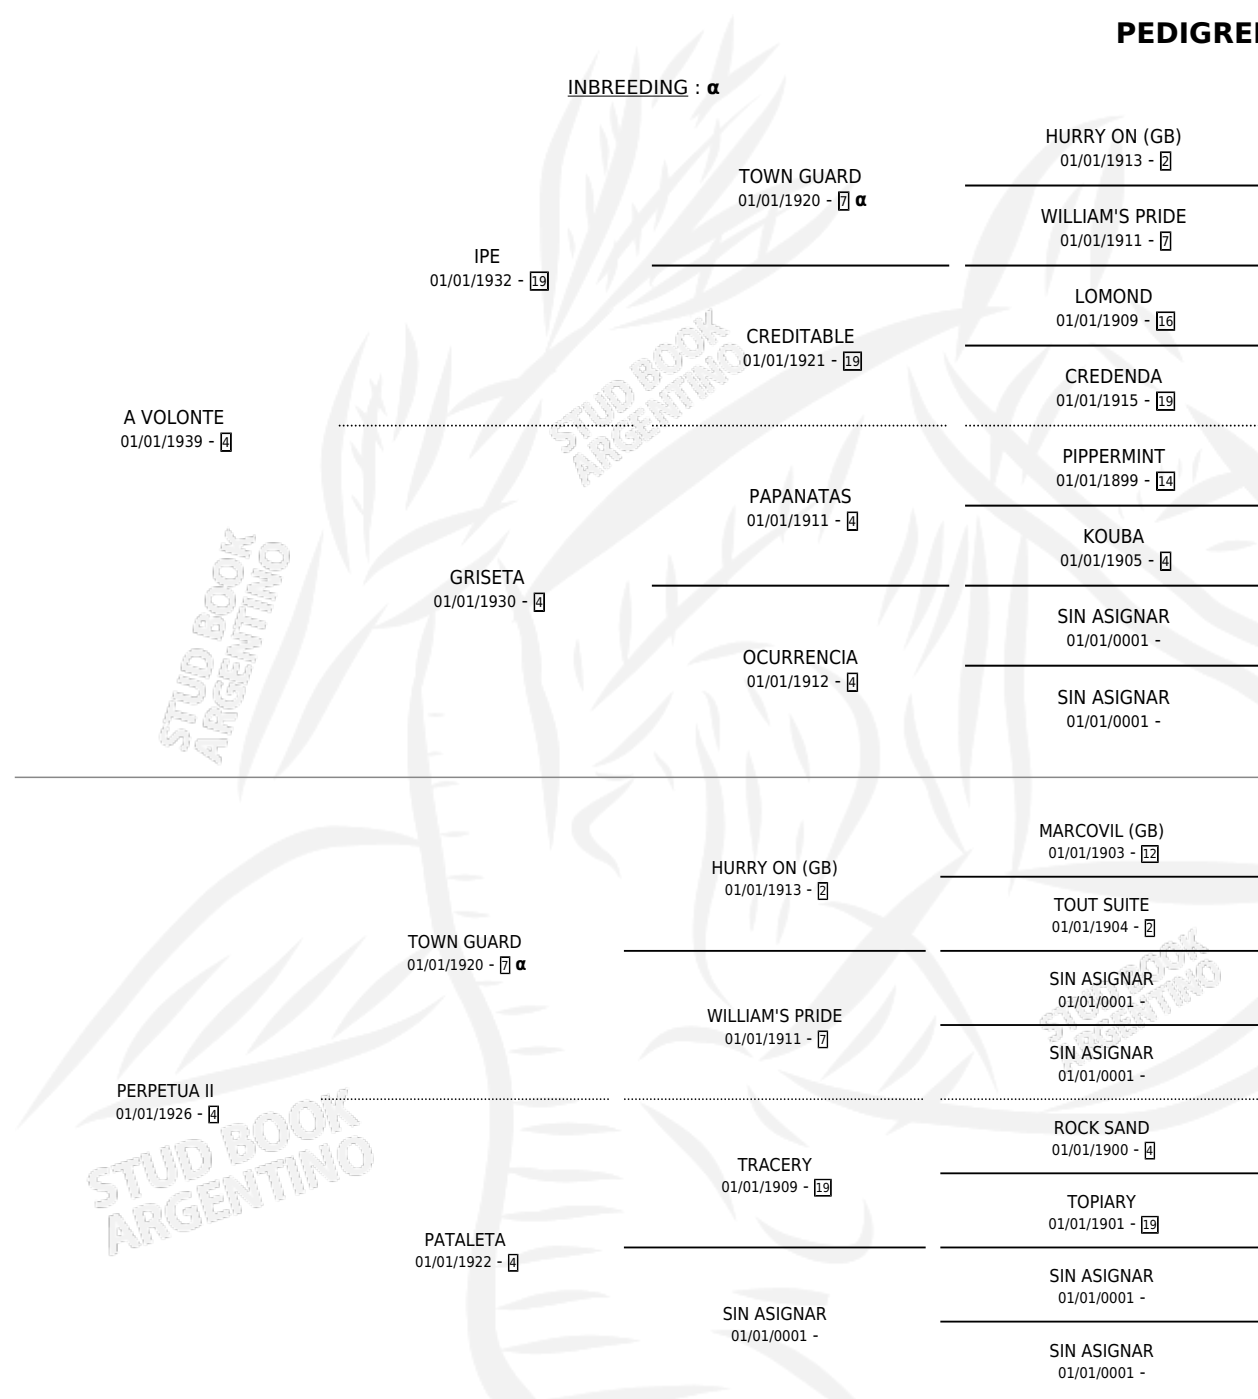 PEDIGREE
INBREEDING : α
HURRY ON (GB)
01/01/1913 - 2
TOWN GUARD
01/01/1920 - 7 α
WILLIAM'S PRIDE
01/01/1911 - 7
IPE
01/01/1932 - 19
LOMOND
01/01/1909 - 16
CREDITABLE
01/01/1921 - 19
CREDENDA
01/01/1915 - 19
A VOLONTE
01/01/1939 - 4
PIPPERMINT
01/01/1899 - 14
PAPANATAS
01/01/1911 - 4
KOUBA
01/01/1905 - 4
GRISETA
01/01/1930 - 4
SIN ASIGNAR
01/01/0001 -
OCURRENCIA
01/01/1912 - 4
SIN ASIGNAR
01/01/0001 -
MARCOVIL (GB)
01/01/1903 - 12
HURRY ON (GB)
01/01/1913 - 2
TOUT SUITE
01/01/1904 - 2
TOWN GUARD
01/01/1920 - 7 α
SIN ASIGNAR
01/01/0001 -
WILLIAM'S PRIDE
01/01/1911 - 7
SIN ASIGNAR
01/01/0001 -
PERPETUA II
01/01/1926 - 4
ROCK SAND
01/01/1900 - 4
TRACERY
01/01/1909 - 19
TOPIARY
01/01/1901 - 19
PATALETA
01/01/1922 - 4
SIN ASIGNAR
01/01/0001 -
SIN ASIGNAR
01/01/0001 -
SIN ASIGNAR
01/01/0001 -
STUD BOOK
ARGENTINO
STUD BOOK
ARGENTINO
STUD BOOK
ARGENTINO
STUD BOOK
ARGENTINO